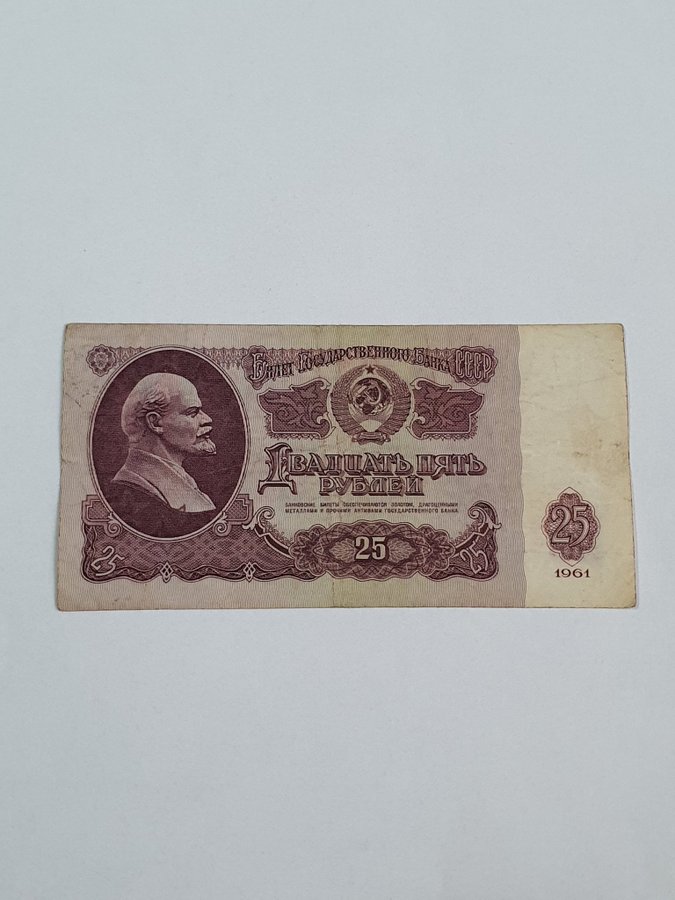 Билет Государственного Банка СССР
Двадцать пять
рублей
БАНКОВСКИЕ БИЛЕТЫ ОБЕСПЕЧИВАЮТСЯ ЗОЛОТОМ, ДРАГОЦЕННЫМИ
МЕТАЛЛАМИ И ПРОЧИМИ АКТИВАМИ ГОСУДАРСТВЕННОГО БАНКА
25
25
25
25
1961